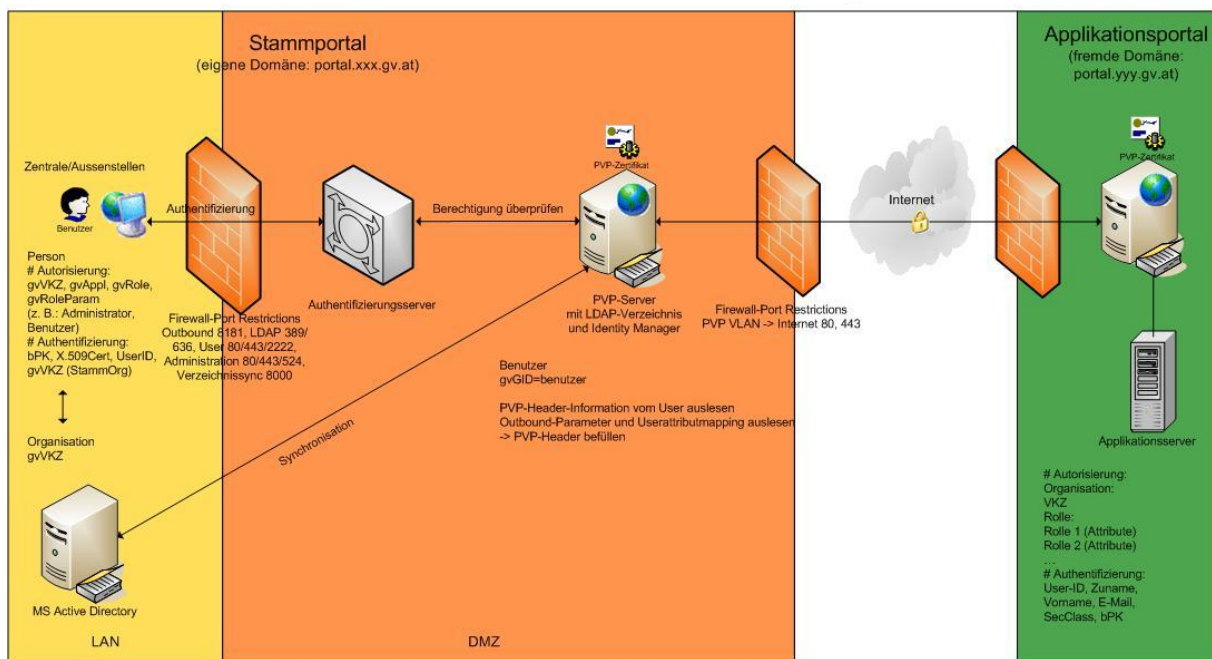 Stammportal
(eigene Domäne: portal.xxx.gv.at)
Applikationsportal
(fremde Domäne:
portal.yyy.gv.at)
Zentrale/Aussenstellen
Benutzer
Authentifizierung
Person
# Autorisierung:
gvVKZ, gvAppl, gvRole,
gvRoleParam
(z. B.: Administrator,
Benutzer)
# Authentifizierung:
bPK, X.509Cert, UserID,
gvVKZ (StammOrg)
Organisation
gvVKZ
MS Active Directory
LAN
Firewall-Port Restrictions
Outbound 8181, LDAP 389/
636, User 80/443/2222,
Administration 80/443/524,
Verzeichnissync 8000
Authentifizierungsserver
Berechtigung überprüfen
Synchronisation
PVP-Zertifikat
PVP-Server
mit LDAP-Verzeichnis
und Identity Manager
Benutzer
gvGID=benutzer
PVP-Header-Information vom User auslesen
Outbound-Parameter und Userattributmapping auslesen
-> PVP-Header befüllen
DMZ
Firewall-Port Restrictions
PVP VLAN -> Internet 80, 443
Internet
PVP-Zertifikat
Applikationsserver
# Autorisierung:
Organisation:
VKZ
Rolle:
Rolle 1 (Attribute)
Rolle 2 (Attribute)
...
# Authentifizierung:
User-ID, Zuname,
Vorname, E-Mail,
SecClass, bPK